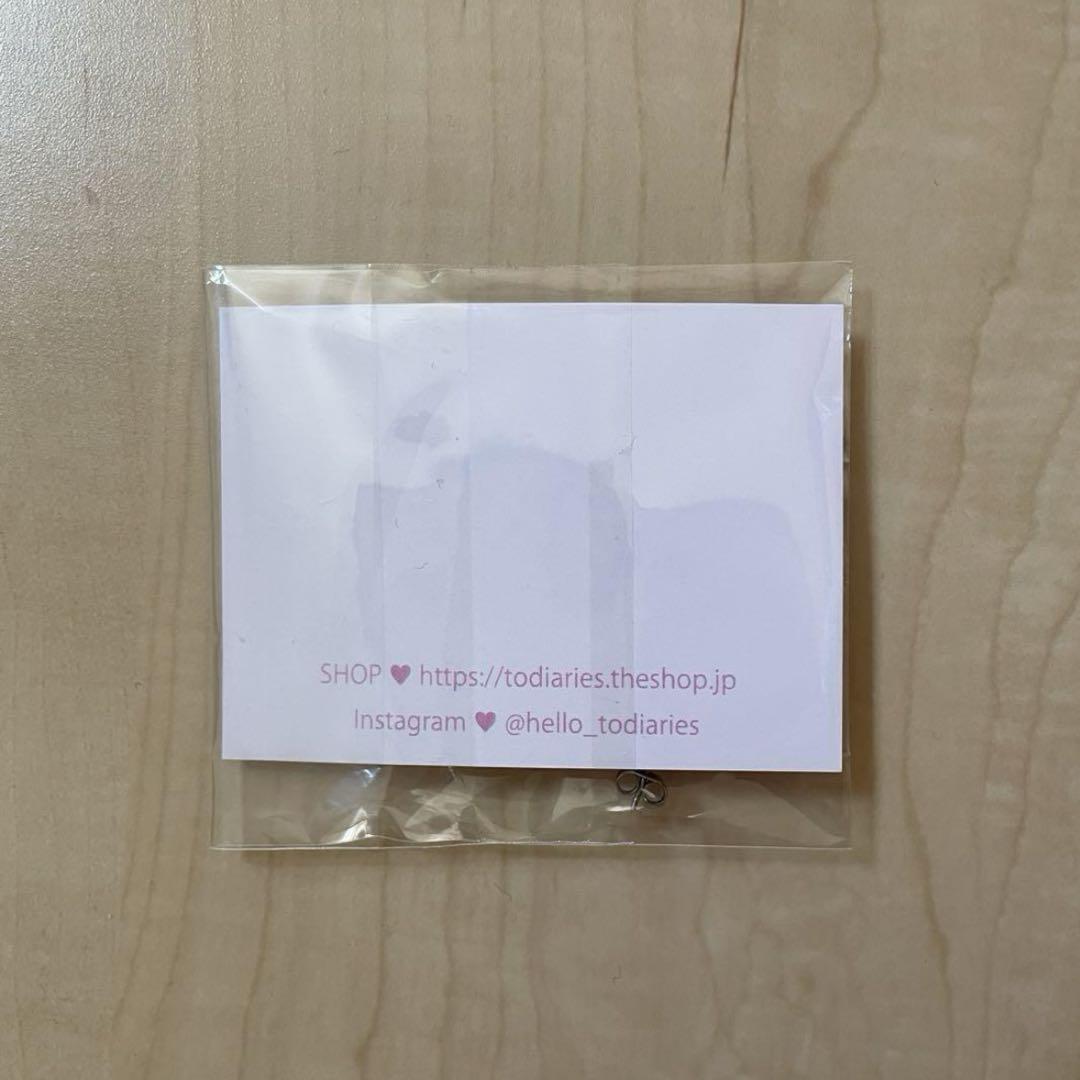 SHOP ♥ https://todiaries.theshop.jp
Instagram ♥ @hello_todiaries